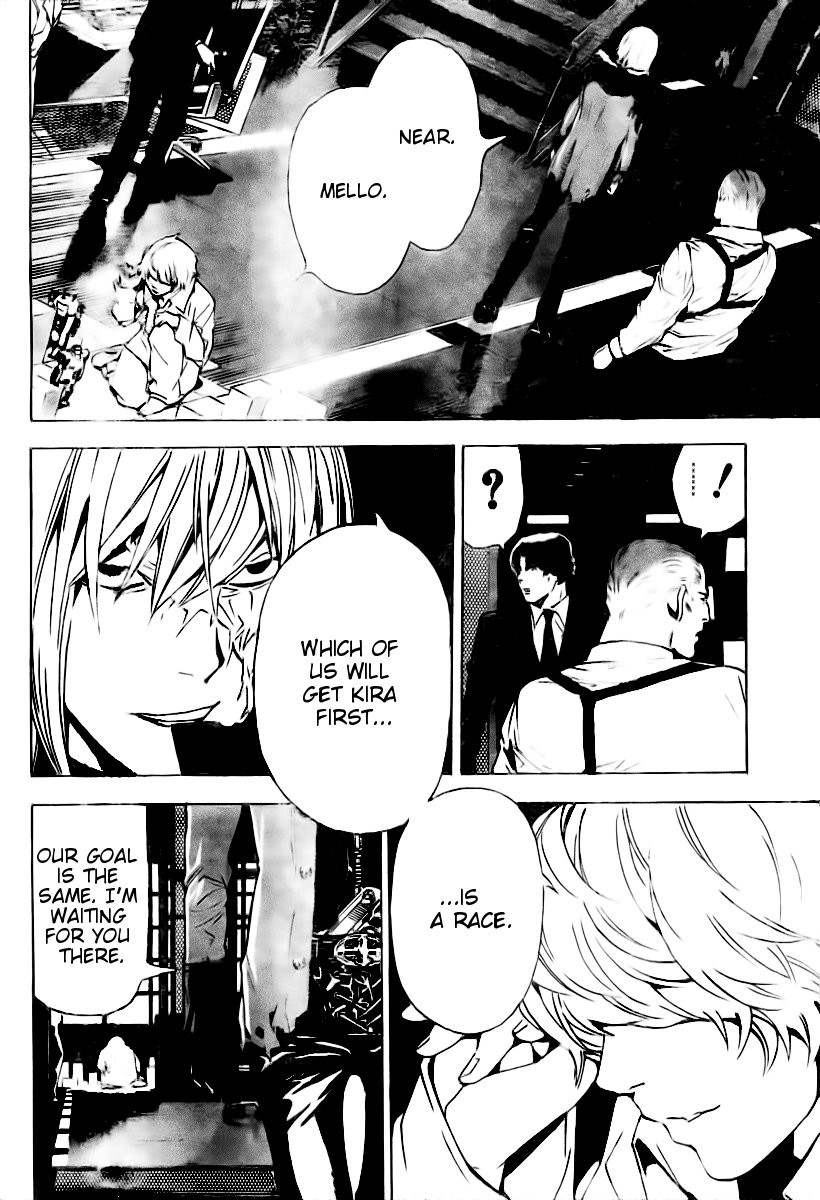 NEAR.
MELLO.
......!
?
WHICH OF
US WILL
GET KIRA
FIRST...
...IS
A RACE.
OUR GOAL
IS THE
SAME. I'M
WAITING
FOR YOU
THERE.